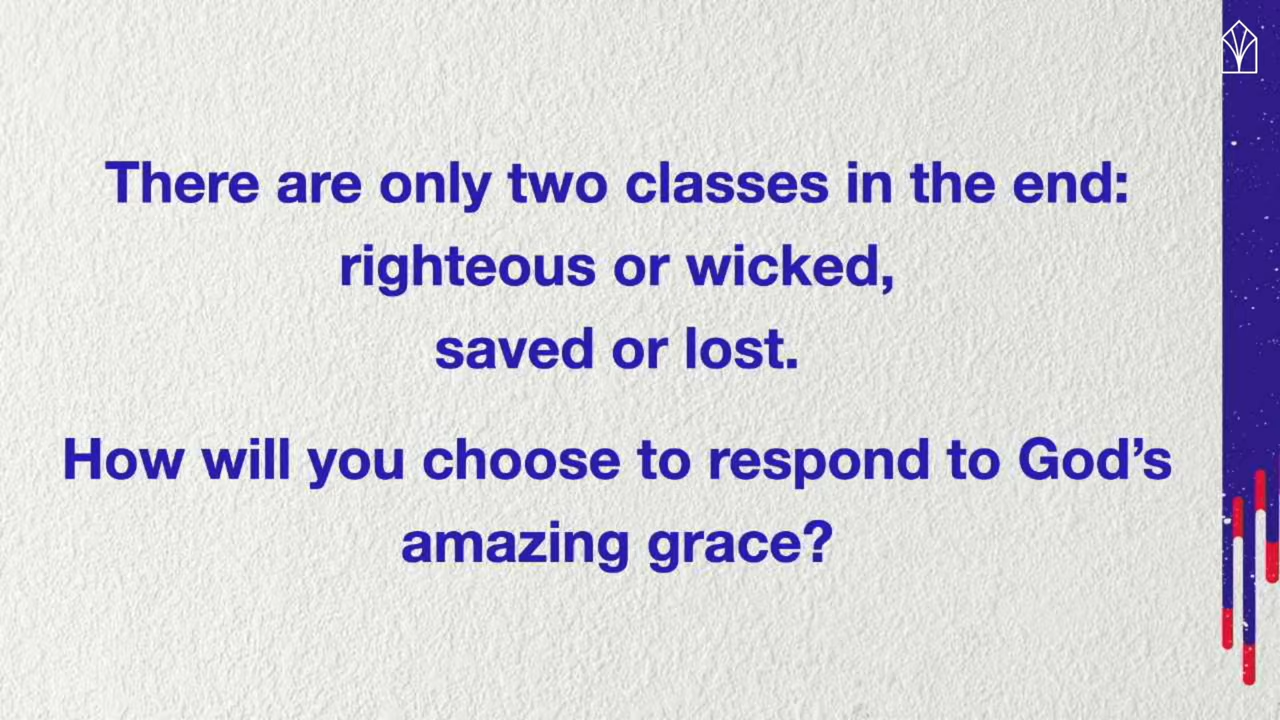 There are only two classes in the end:
righteous or wicked,
saved or lost.
How will you choose to respond to God’s
amazing grace?